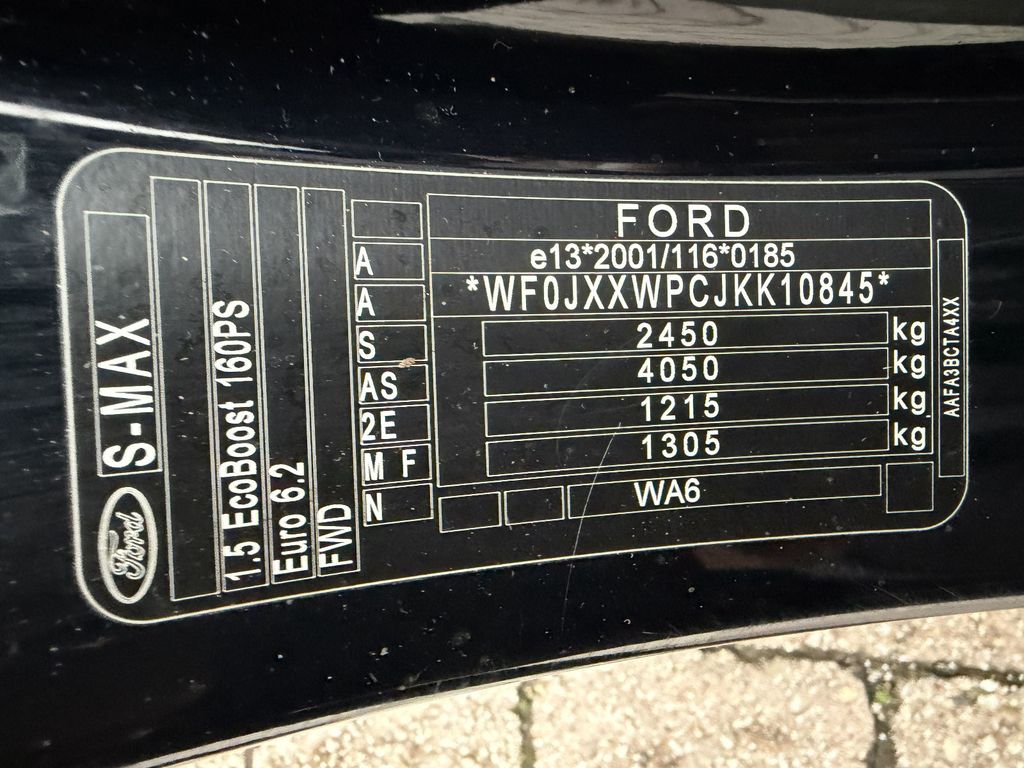 Ford
S-MAX
1.5 EcoBoost 160PS
Euro 6.2
FWD
A
A
S
AS
2E
M F
N
FORD
e13*2001/116*0185
*WF0JXXWPCJKK10845*
2450 kg
4050 kg
1215 kg
1305 kg
WA6
AAFA3BCTA4XX